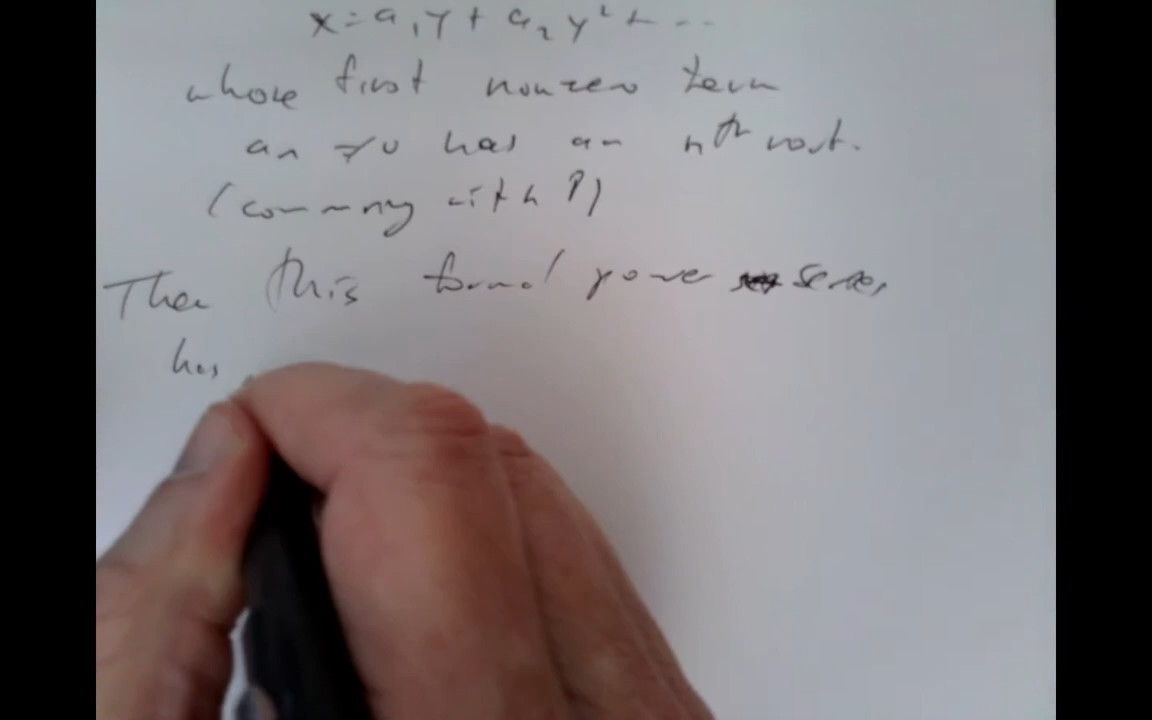 x = a₁y + a₂y² + ...
whose first nonzero term
aₙ ≠ 0 has an nᵗʰ root.
(commuting with P)
Then this formal power series
has